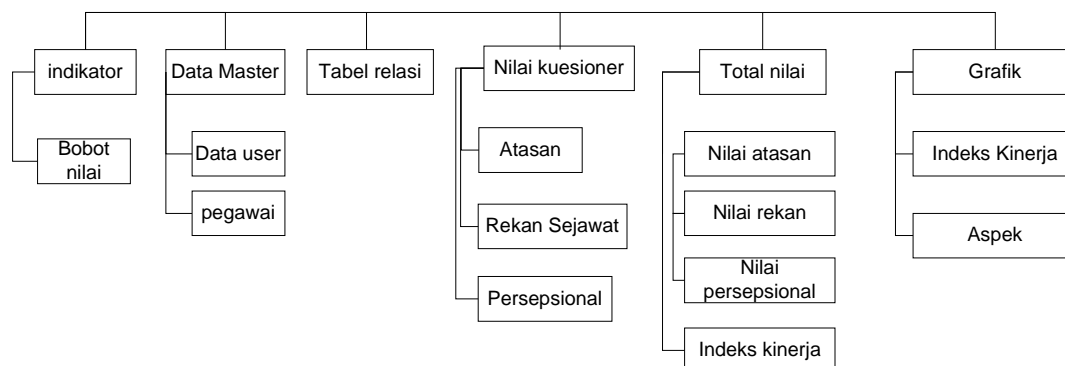 indikator
Data Master
Tabel relasi
Nilai kuesioner
Total nilai
Grafik
Bobot
nilai
Data user
pegawai
Atasan
Rekan Sejawat
Persepsional
Nilai atasan
Nilai rekan
Nilai
persepsional
Indeks kinerja
Indeks Kinerja
Aspek